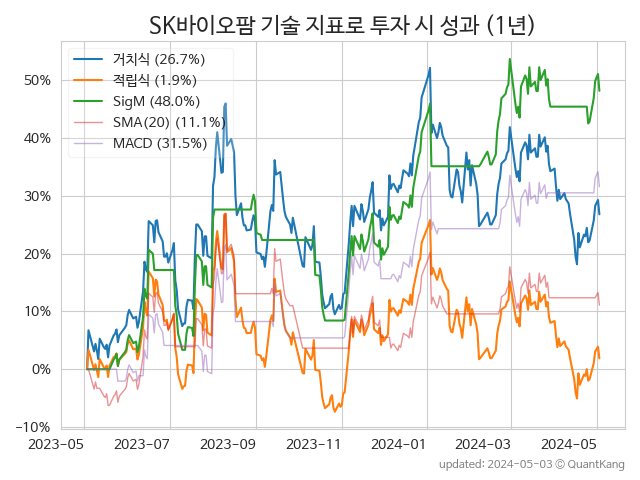 SK바이오팜 기술 지표로 투자 시 성과 (1년)
거치식 (26.7%)
적립식 (1.9%)
SigM (48.0%)
SMA(20) (11.1%)
MACD (31.5%)
50%
40%
30%
20%
10%
0%
−10%
2023-05 2023-07 2023-09 2023-11 2024-01 2024-03 2024-05
updated: 2024-05-03 © QuantKang